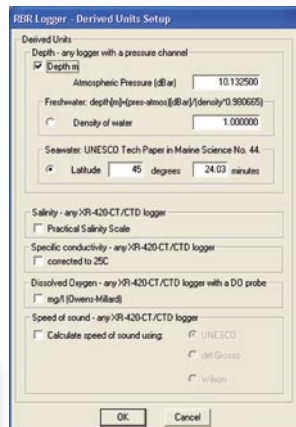 RBR Logger - Derived Units Setup
Derived Units
Depth - any logger with a pressure channel
Depth m
Atmospheric Pressure (dBar) 10.132500
Freshwater: depth[m]=(pres-atmos)[dBar]/(density*0.980665)
Density of water 1.000000
Seawater: UNESCO Tech Paper in Marine Science No. 44.
Latitude 45 degrees 24.03 minutes
Salinity - any XR-420-CT/CTD logger
Practical Salinity Scale
Specific conductivity - any XR-420-CT/CTD logger
corrected to 25C
Dissolved Oxygen - any XR-420-CT/CTD logger with a DO probe
mg/l (Owens-Millard)
Speed of sound - any XR-420-CT/CTD logger
Calculate speed of sound using: UNESCO
del Grosso
Wilson
OK Cancel